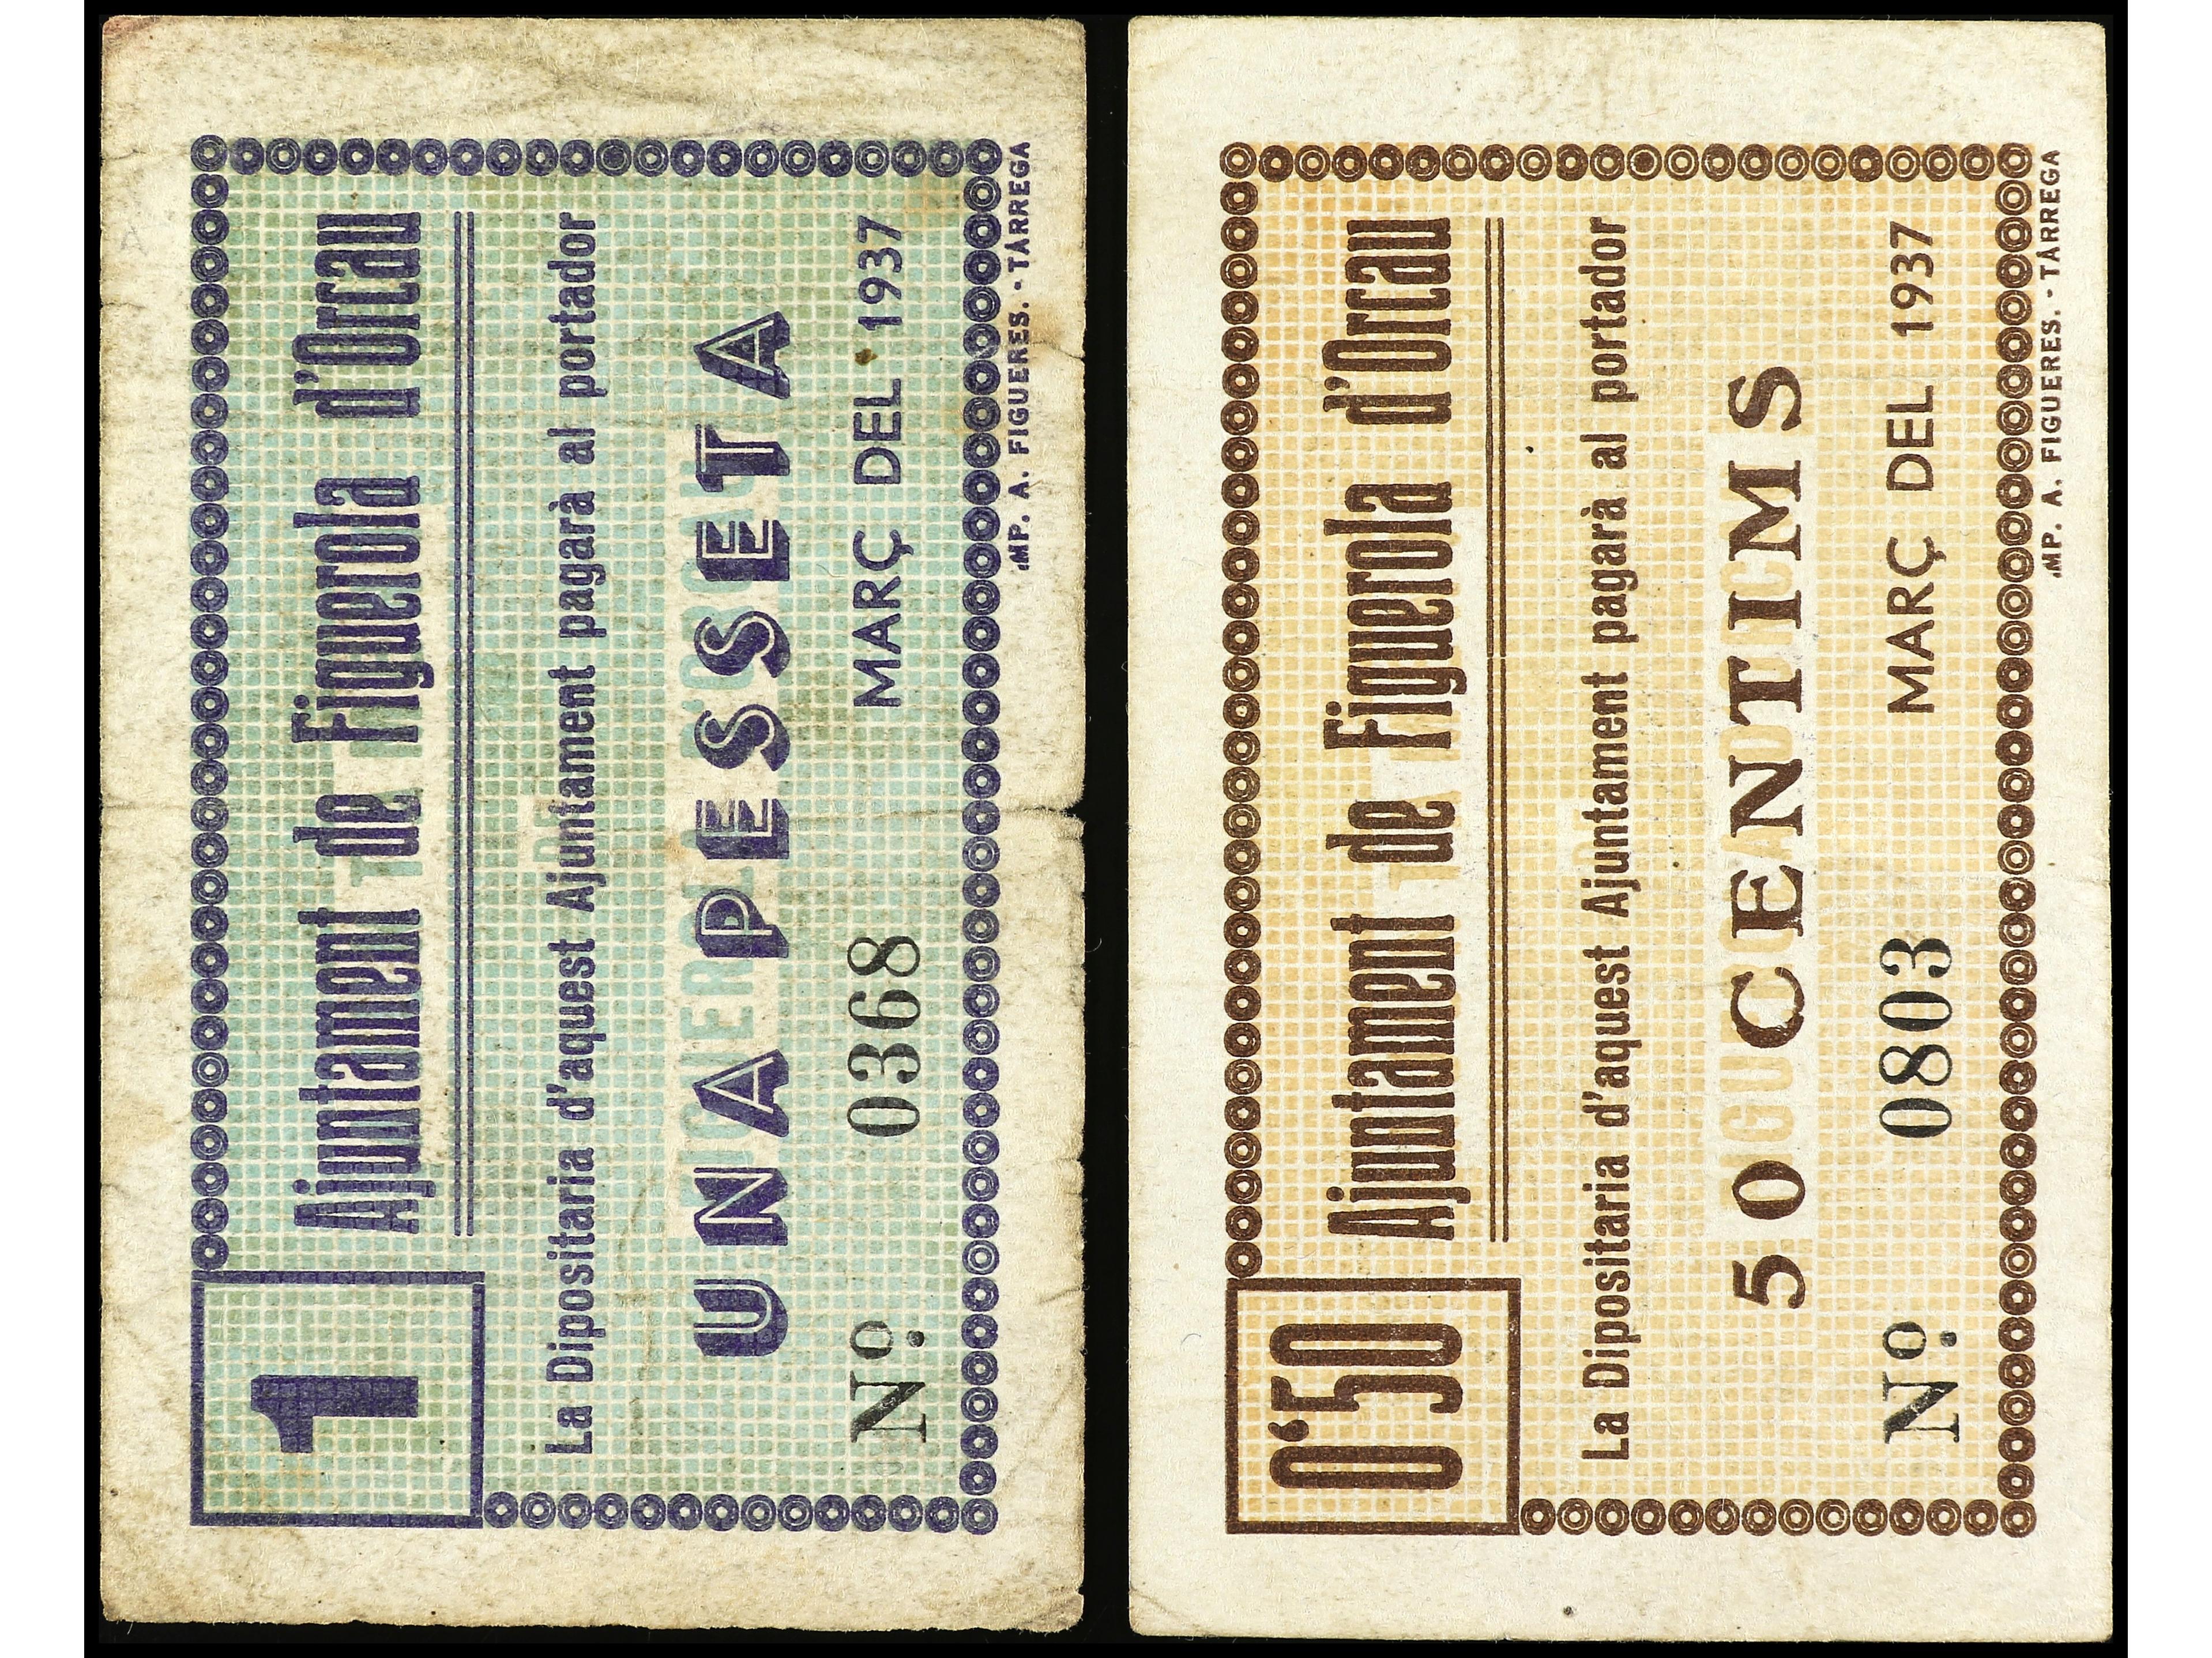 1
Ajuntament de Figuerola d'Orcau
La Dipositaria d'aquest Ajuntament pagarà al portador
UNA PESSETA
Nº. 0368 MARÇ DEL 1937
IMP. A. FIGUERES. - TÀRREGA
0'50
Ajuntament de Figuerola d'Orcau
La Dipositaria d'aquest Ajuntament pagarà al portador
50 CENTIMS
Nº. 0803 MARÇ DEL 1937
IMP. A. FIGUERES. - TÀRREGA